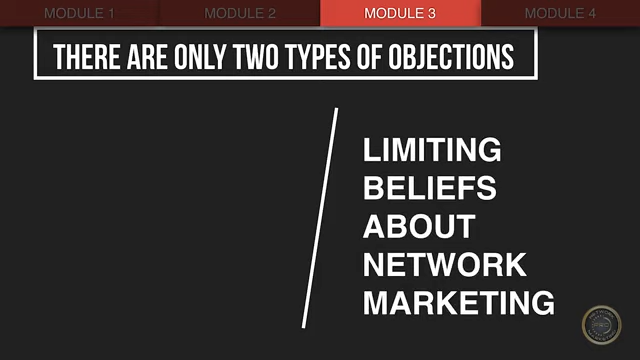 MODULE 1 MODULE 2 MODULE 3 MODULE 4
THERE ARE ONLY TWO TYPES OF OBJECTIONS
LIMITING
BELIEFS
ABOUT
NETWORK
MARKETING